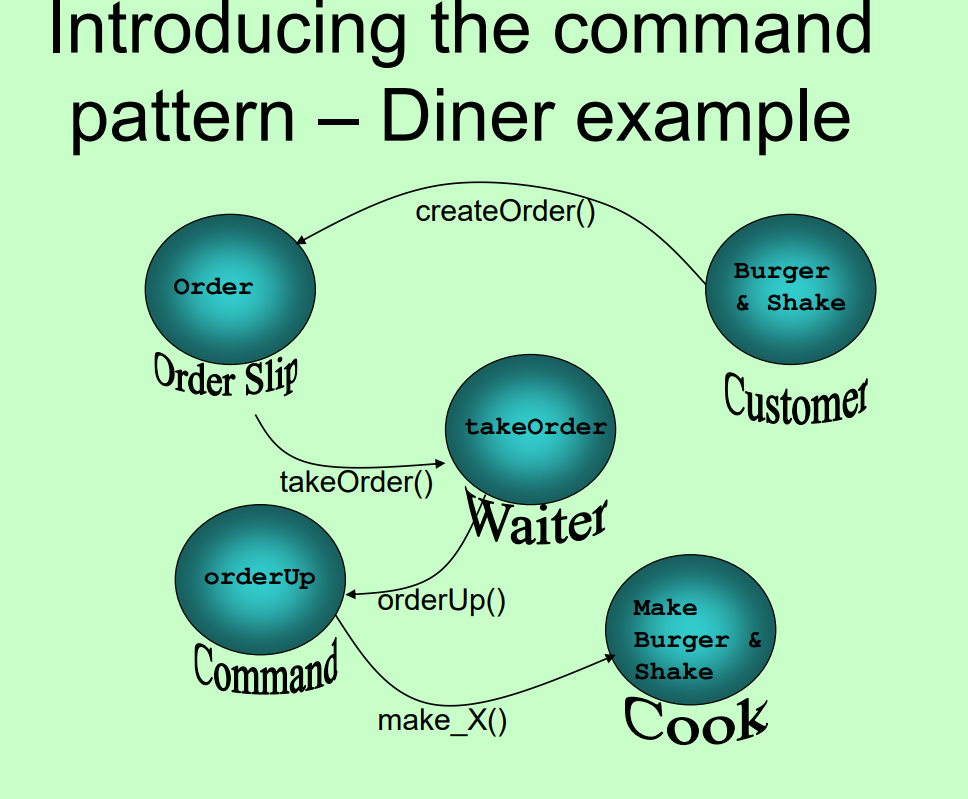 Introducing the command
pattern – Diner example
createOrder()
Order
Burger
& Shake
Order Slip
Customer
takeOrder
takeOrder()
Waiter
orderUp
orderUp()
Make
Burger &
Shake
Command
Cook
make_X()